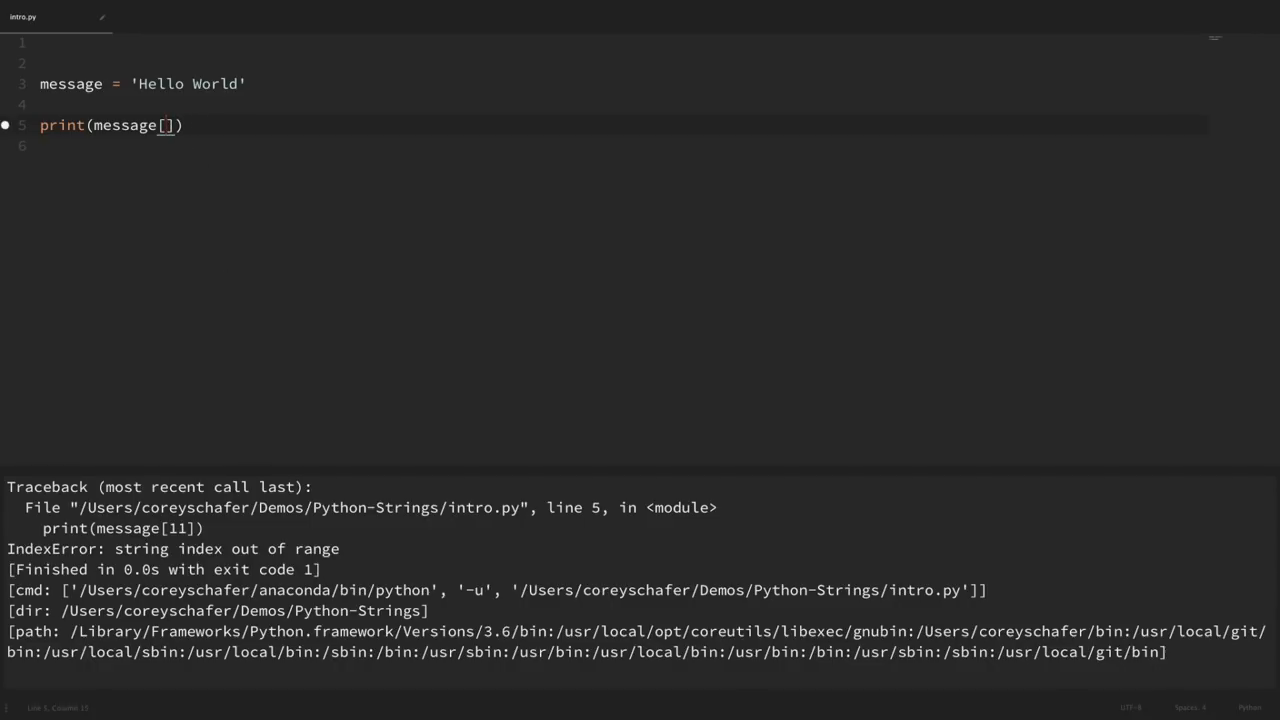 intro.py
1
2
3 message = 'Hello World'
4
5 print(message[])
6
Traceback (most recent call last):
File "/Users/coreyschafer/Demos/Python-Strings/intro.py", line 5, in <module>
print(message[11])
IndexError: string index out of range
[Finished in 0.0s with exit code 1]
[cmd: ['/Users/coreyschafer/anaconda/bin/python', '-u', '/Users/coreyschafer/Demos/Python-Strings/intro.py']]
[dir: /Users/coreyschafer/Demos/Python-Strings]
[path: /Library/Frameworks/Python.framework/Versions/3.6/bin:/usr/local/opt/coreutils/libexec/gnubin:/Users/coreyschafer/bin:/usr/local/git/
bin:/usr/local/sbin:/usr/local/bin:/sbin:/bin:/usr/sbin:/usr/bin:/usr/local/bin:/usr/bin:/bin:/usr/sbin:/sbin:/usr/local/git/bin]
Line 5, Column 15 UTF-8 Spaces: 4 Python